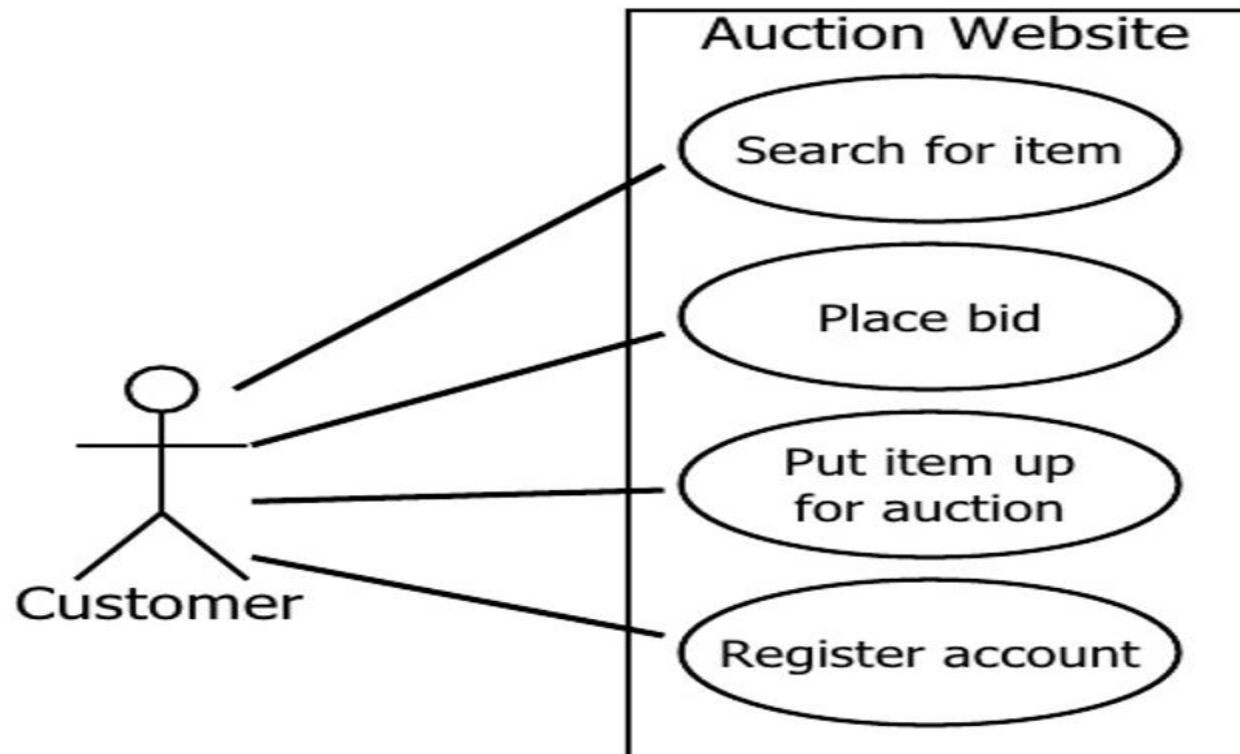 Auction Website
Search for item
Place bid
Put item up
for auction
Register account
Customer